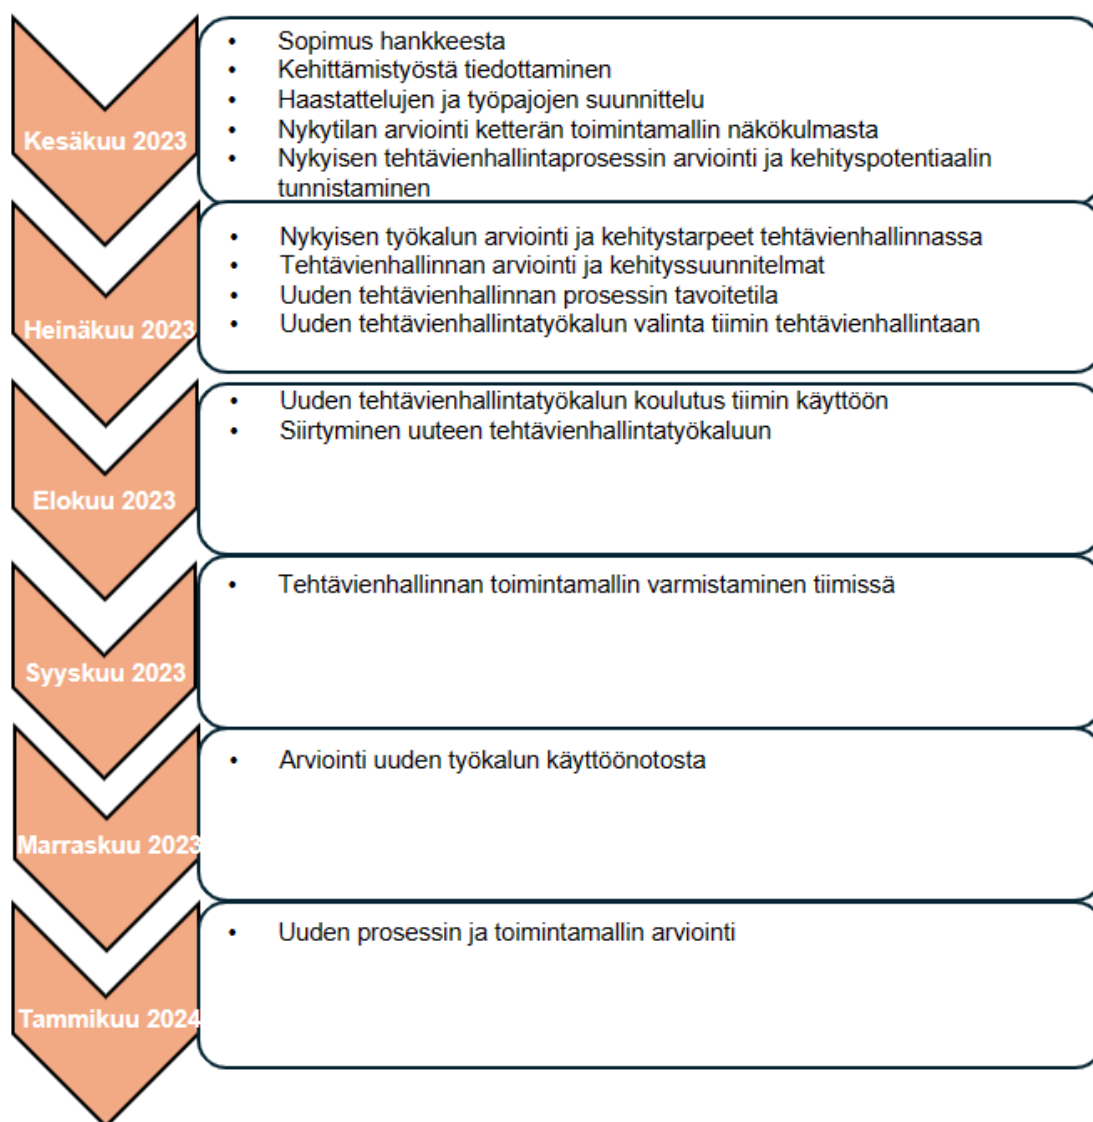 Kesäkuu 2023
• Sopimus hankkeesta
• Kehittämistyöstä tiedottaminen
• Haastattelujen ja työpajojen suunnittelu
• Nykytilan arviointi ketterän toimintamallin näkökulmasta
• Nykyisen tehtävienhallintaprosessin arviointi ja kehityspotentiaalin
tunnistaminen
Heinäkuu 2023
• Nykyisen työkalun arviointi ja kehitystarpeet tehtävienhallinnassa
• Tehtävienhallinnan arviointi ja kehityssuunnitelmat
• Uuden tehtävienhallinnan prosessin tavoitetila
• Uuden tehtävienhallintatyökalun valinta tiimin tehtävienhallintaan
Elokuu 2023
• Uuden tehtävienhallintatyökalun koulutus tiimin käyttöön
• Siirtyminen uuteen tehtävienhallintatyökaluun
Syyskuu 2023
• Tehtävienhallinnan toimintamallin varmistaminen tiimissä
Marraskuu 2023
• Arviointi uuden työkalun käyttöönotosta
Tammikuu 2024
• Uuden prosessin ja toimintamallin arviointi